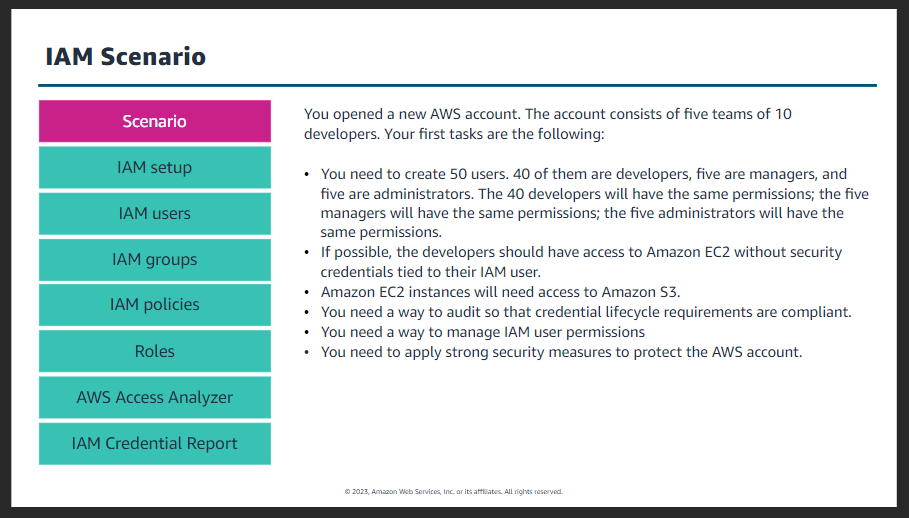 IAM Scenario
Scenario
IAM setup
IAM users
IAM groups
IAM policies
Roles
AWS Access Analyzer
IAM Credential Report
You opened a new AWS account. The account consists of five teams of 10
developers. Your first tasks are the following:
• You need to create 50 users. 40 of them are developers, five are managers, and
five are administrators. The 40 developers will have the same permissions; the five
managers will have the same permissions; the five administrators will have the
same permissions.
• If possible, the developers should have access to Amazon EC2 without security
credentials tied to their IAM user.
• Amazon EC2 instances will need access to Amazon S3.
• You need a way to audit so that credential lifecycle requirements are compliant.
• You need a way to manage IAM user permissions
• You need to apply strong security measures to protect the AWS account.
© 2023, Amazon Web Services, Inc. or its affiliates. All rights reserved.